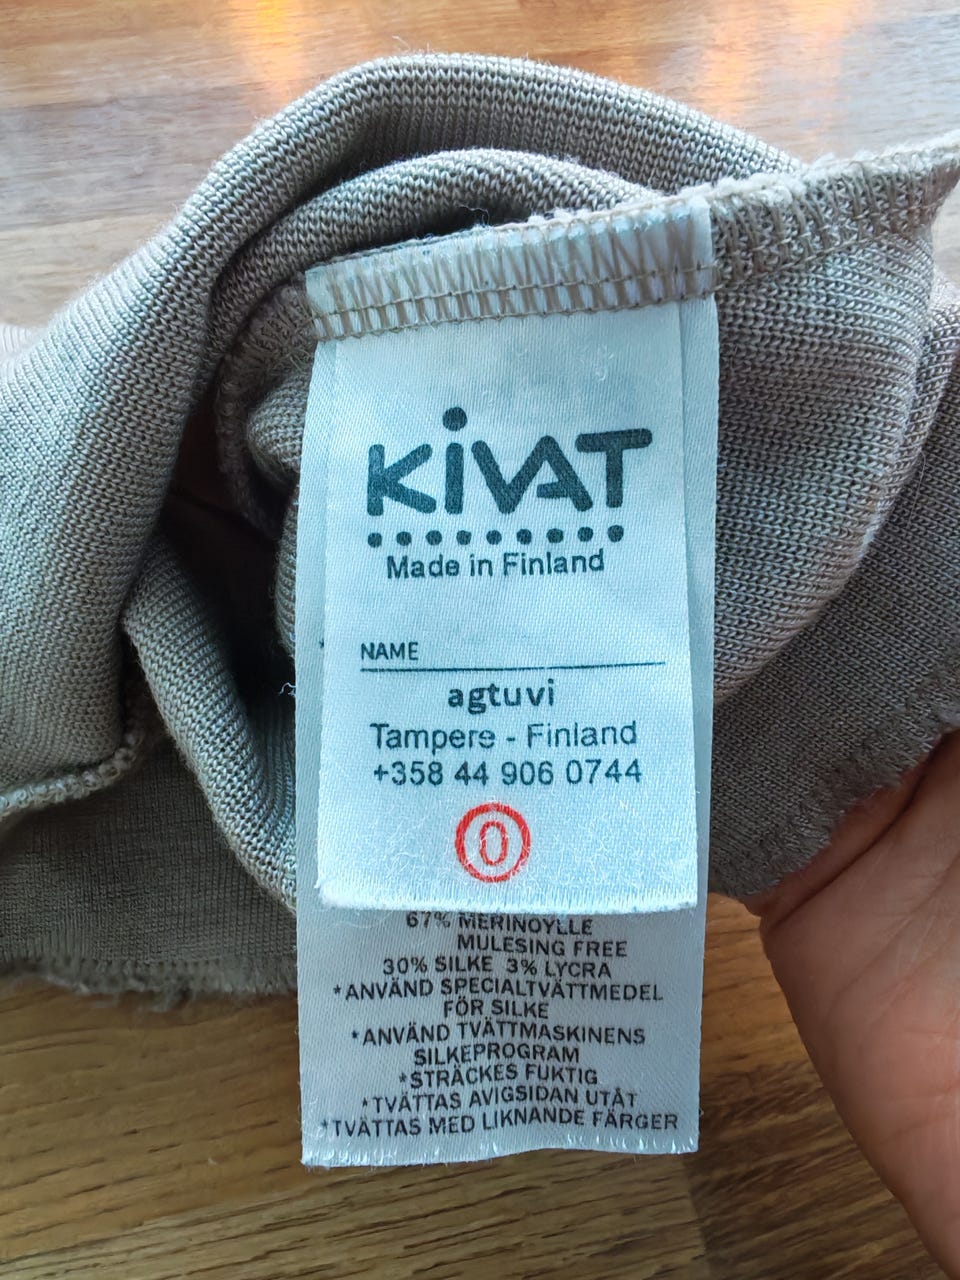 KiVAT
Made in Finland
NAME
agtuvi
Tampere - Finland
+358 44 906 0744
0
67% MERINOYLLE
MULESING FREE
30% SILKE 3% LYCRA
*ANVÄND SPECIALTVÄTTMEDEL
FÖR SILKE
*ANVÄND TVÄTTMASKINENS
SILKEPROGRAM
*STRÄCKES FUKTIG
*TVÄTTAS AVIGSIDAN UTÅT
*TVÄTTAS MED LIKNANDE FÄRGER